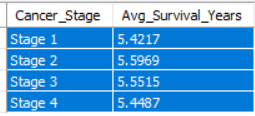 Cancer_Stage Avg_Survival_Years
Stage 1 5.4217
Stage 2 5.5969
Stage 3 5.5515
Stage 4 5.4487